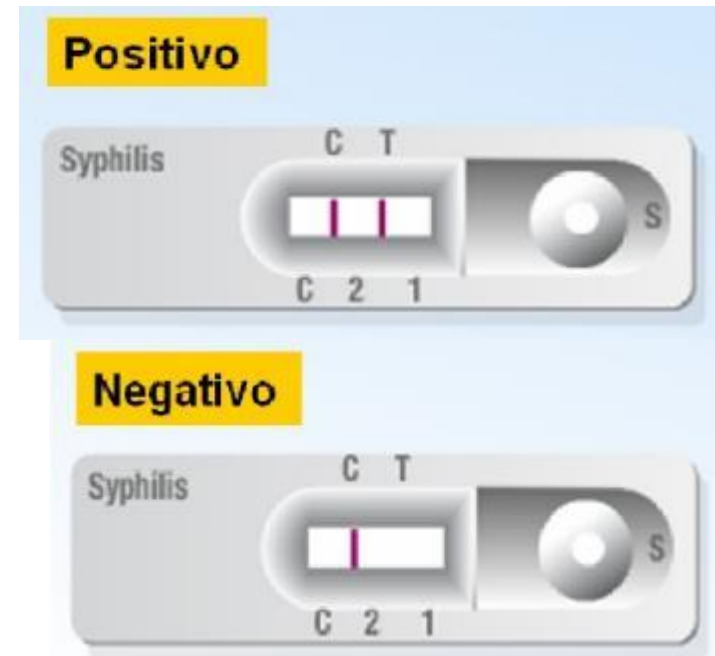 Positivo
C T
Syphilis
S
C 2 1
Negativo
C T
Syphilis
S
C 2 1